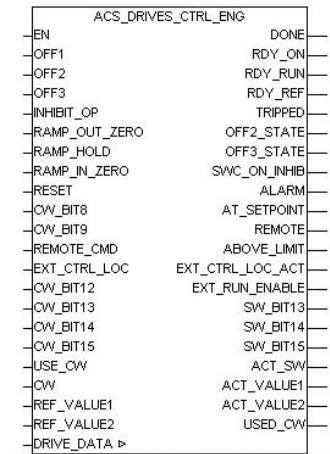 ACS_DRIVES_CTRL_ENG
EN DONE
OFF1 RDY_ON
OFF2 RDY_RUN
OFF3 RDY_REF
INHIBIT_OP TRIPPED
RAMP_OUT_ZERO OFF2_STATE
RAMP_HOLD OFF3_STATE
RAMP_IN_ZERO SWC_ON_INHIB
RESET ALARM
CW_BIT8 AT_SETPOINT
CW_BIT9 REMOTE
REMOTE_CMD ABOVE_LIMIT
EXT_CTRL_LOC EXT_CTRL_LOC_ACT
CW_BIT12 EXT_RUN_ENABLE
CW_BIT13 SW_BIT13
CW_BIT14 SW_BIT14
CW_BIT15 SW_BIT15
USE_CW ACT_SW
CW ACT_VALUE1
REF_VALUE1 ACT_VALUE2
REF_VALUE2 USED_CW
DRIVE_DATA ▷